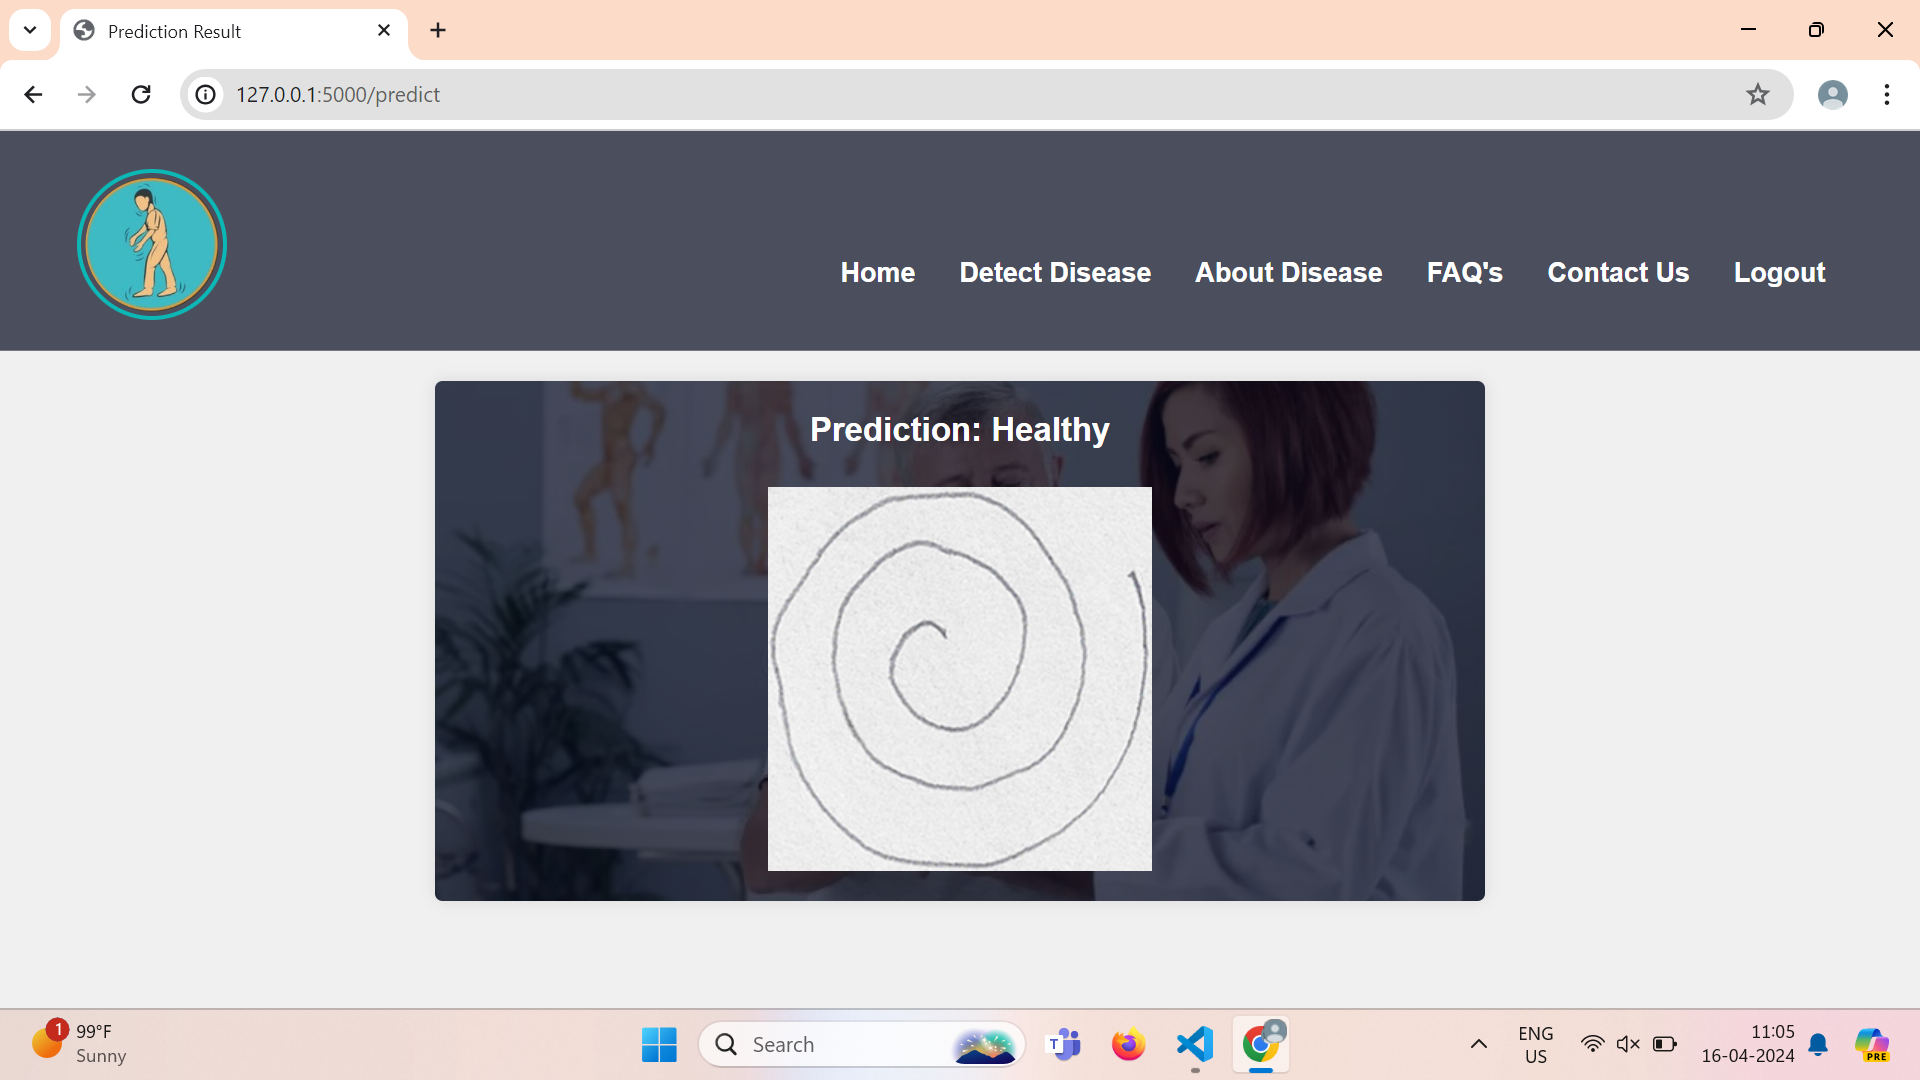 Prediction Result
127.0.0.1:5000/predict
Home Detect Disease About Disease FAQ's Contact Us Logout
Prediction: Healthy
1
99°F
Sunny
Search
T
ENG
US
11:05
16-04-2024
PRE